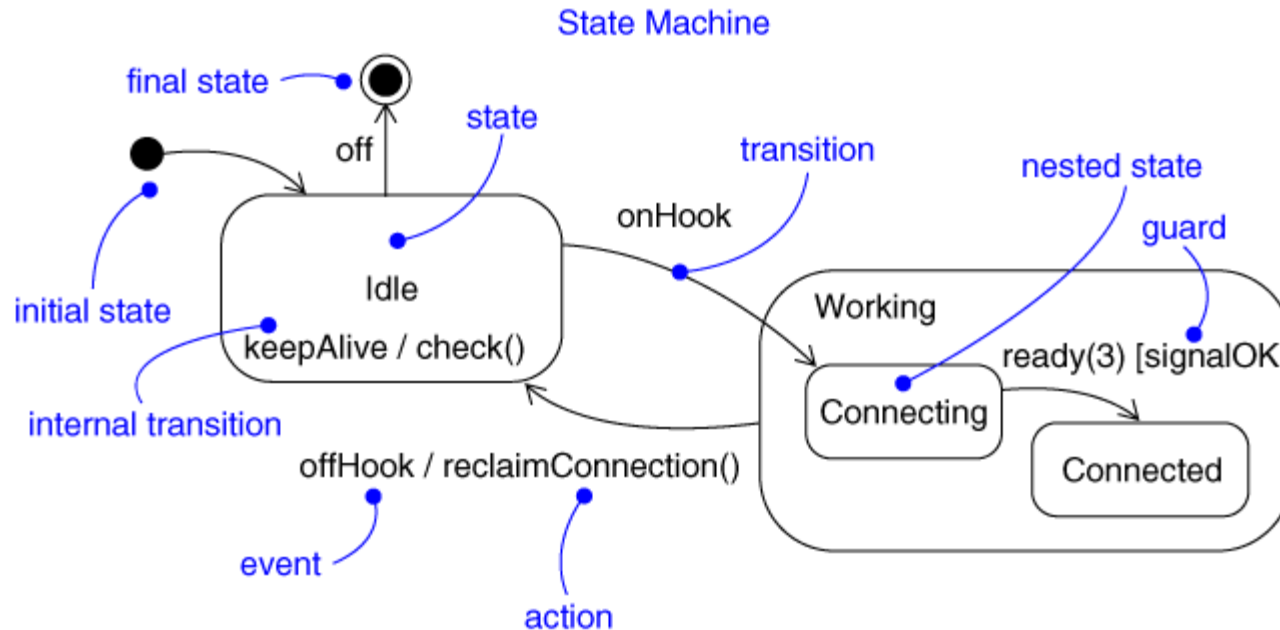 State Machine
final state
state
off
transition
nested state
onHook
guard
Idle
initial state
Working
keepAlive / check()
ready(3) [signalOK
internal transition
Connecting
offHook / reclaimConnection()
Connected
event
action